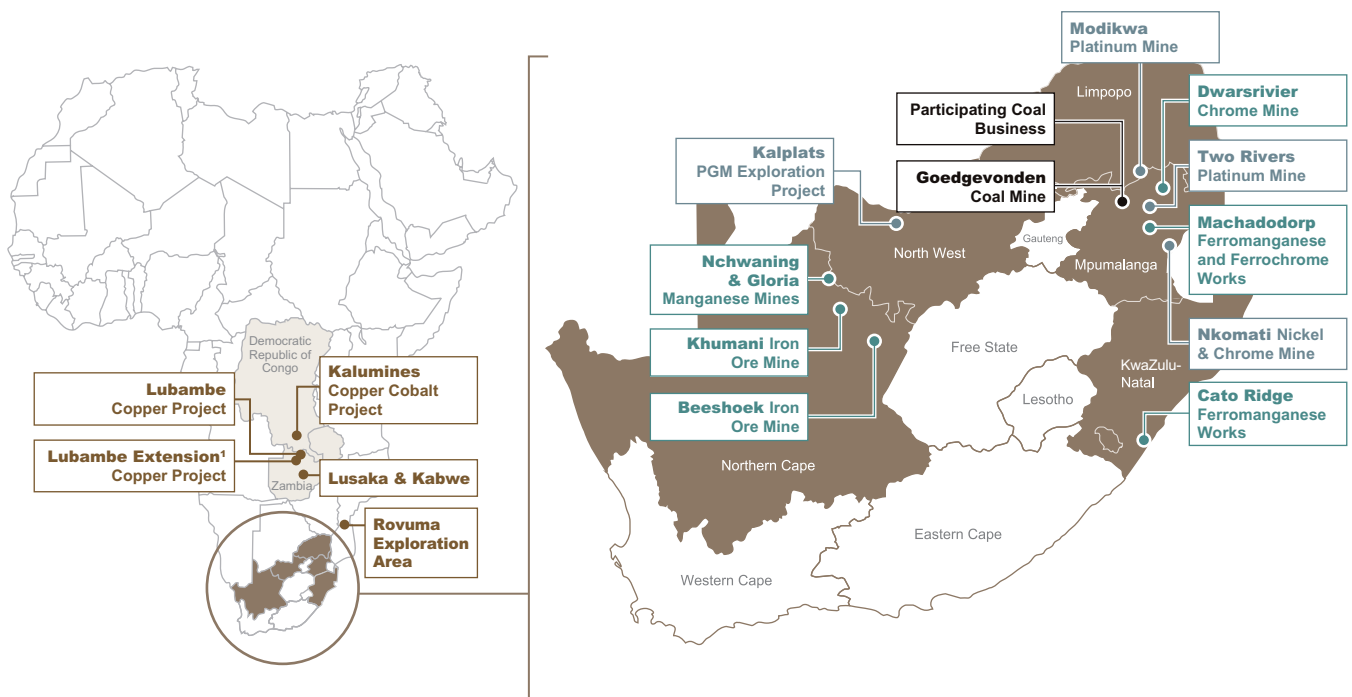 Democratic
Republic of
Congo
Lubambe
Copper Project
Kalumines
Copper Cobalt
Project
Lubambe Extension¹
Copper Project
Zambia
Lusaka & Kabwe
Rovuma
Exploration
Area
Modikwa
Platinum Mine
Limpopo
Participating Coal
Business
Dwarsrivier
Chrome Mine
Kalplats
PGM Exploration
Project
Goedgevonden
Coal Mine
Two Rivers
Platinum Mine
Machadodorp
Ferromanganese
and Ferrochrome
Works
Gauteng
North West
Mpumalanga
Nchwaning
& Gloria
Manganese Mines
Khumani Iron
Ore Mine
Free State
Nkomati Nickel
& Chrome Mine
KwaZulu-
Natal
Lesotho
Beeshoek Iron
Ore Mine
Cato Ridge
Ferromanganese
Works
Northern Cape
Eastern Cape
Western Cape